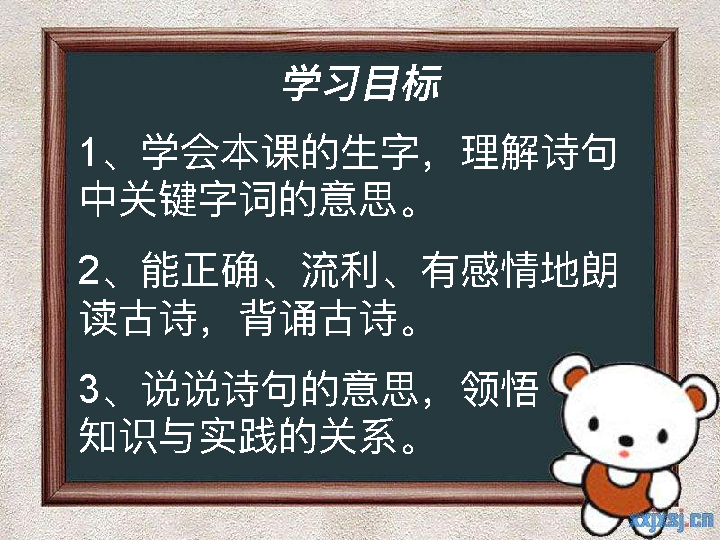 学习目标
1、学会本课的生字，理解诗句
中关键字词的意思。
2、能正确、流利、有感情地朗
读古诗，背诵古诗。
3、说说诗句的意思，领悟
知识与实践的关系。
xxjxsj.cn